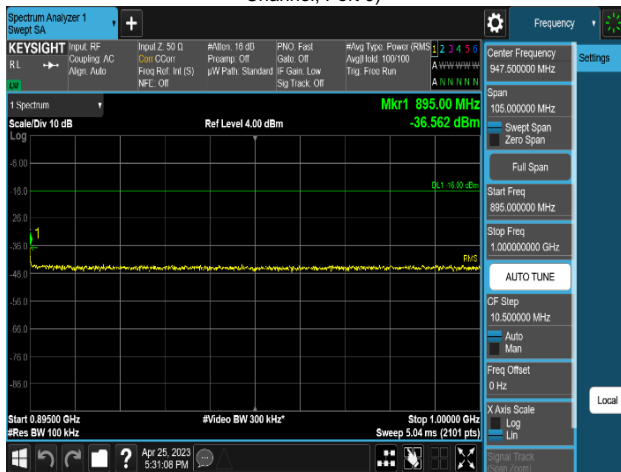 Channel, Port 0)
Spectrum Analyzer 1
Swept SA
+
Frequency
KEYSIGHT
RL
Input: RF
Coupling: AC
Align: Auto
Input Z: 50 Ω
Corr CCorr
Freq Ref: Int (S)
NFE: Off
#Atten: 16 dB
Preamp: Off
µW Path: Standard
PNO: Fast
Gate: Off
IF Gain: Low
Sig Track: Off
#Avg Type: Power (RMS
Avg|Hold: 100/100
Trig: Free Run
1 2 3 4 5 6
A W W W W W
A N N N N N
1 Spectrum
Scale/Div 10 dB
Log
Ref Level 4.00 dBm
Mkr1 895.00 MHz
-36.562 dBm
-6.00
-16.0
DL1 -16.00 dBm
-26.0
1
-36.0
RMS
-46.0
-56.0
-66.0
-76.0
-86.0
Start 0.89500 GHz
#Res BW 100 kHz
#Video BW 300 kHz*
Stop 1.00000 GHz
Sweep 5.04 ms (2101 pts)
Center Frequency
947.500000 MHz
Settings
Span
105.000000 MHz
Swept Span
Zero Span
Full Span
Start Freq
895.000000 MHz
Stop Freq
1.000000000 GHz
AUTO TUNE
CF Step
10.500000 MHz
Auto
Man
Freq Offset
0 Hz
X Axis Scale
Log
Lin
Local
Signal Track
(Span Zoom)
?
Apr 25, 2023
5:31:08 PM